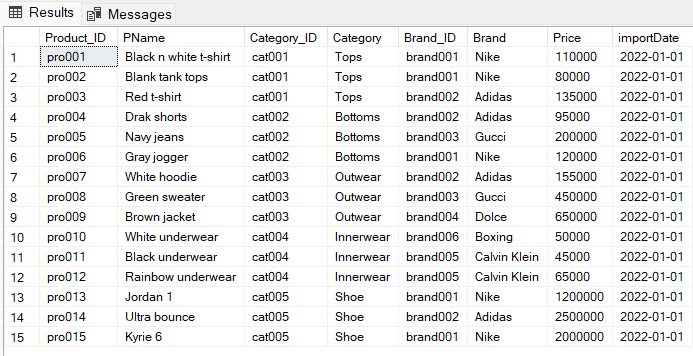 Results Messages
Product_ID PName Category_ID Category Brand_ID Brand Price importDate
1 pro001 Black n white t-shirt cat001 Tops brand001 Nike 110000 2022-01-01
2 pro002 Blank tank tops cat001 Tops brand001 Nike 80000 2022-01-01
3 pro003 Red t-shirt cat001 Tops brand002 Adidas 135000 2022-01-01
4 pro004 Drak shorts cat002 Bottoms brand002 Adidas 95000 2022-01-01
5 pro005 Navy jeans cat002 Bottoms brand003 Gucci 200000 2022-01-01
6 pro006 Gray jogger cat002 Bottoms brand001 Nike 120000 2022-01-01
7 pro007 White hoodie cat003 Outwear brand002 Adidas 155000 2022-01-01
8 pro008 Green sweater cat003 Outwear brand003 Gucci 450000 2022-01-01
9 pro009 Brown jacket cat003 Outwear brand004 Dolce 650000 2022-01-01
10 pro010 White underwear cat004 Innerwear brand006 Boxing 50000 2022-01-01
11 pro011 Black underwear cat004 Innerwear brand005 Calvin Klein 45000 2022-01-01
12 pro012 Rainbow underwear cat004 Innerwear brand005 Calvin Klein 65000 2022-01-01
13 pro013 Jordan 1 cat005 Shoe brand001 Nike 1200000 2022-01-01
14 pro014 Ultra bounce cat005 Shoe brand002 Adidas 2500000 2022-01-01
15 pro015 Kyrie 6 cat005 Shoe brand001 Nike 2000000 2022-01-01